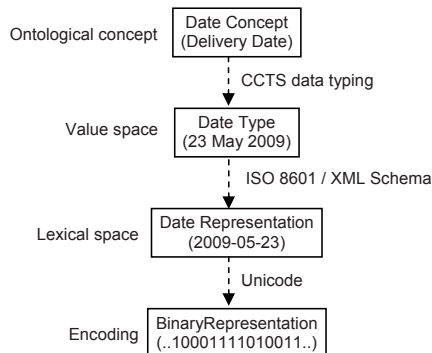 Ontological concept
Date Concept
(Delivery Date)
CCTS data typing
Value space
Date Type
(23 May 2009)
ISO 8601 / XML Schema
Lexical space
Date Representation
(2009-05-23)
Unicode
Encoding
BinaryRepresentation
(..10001111010011..)